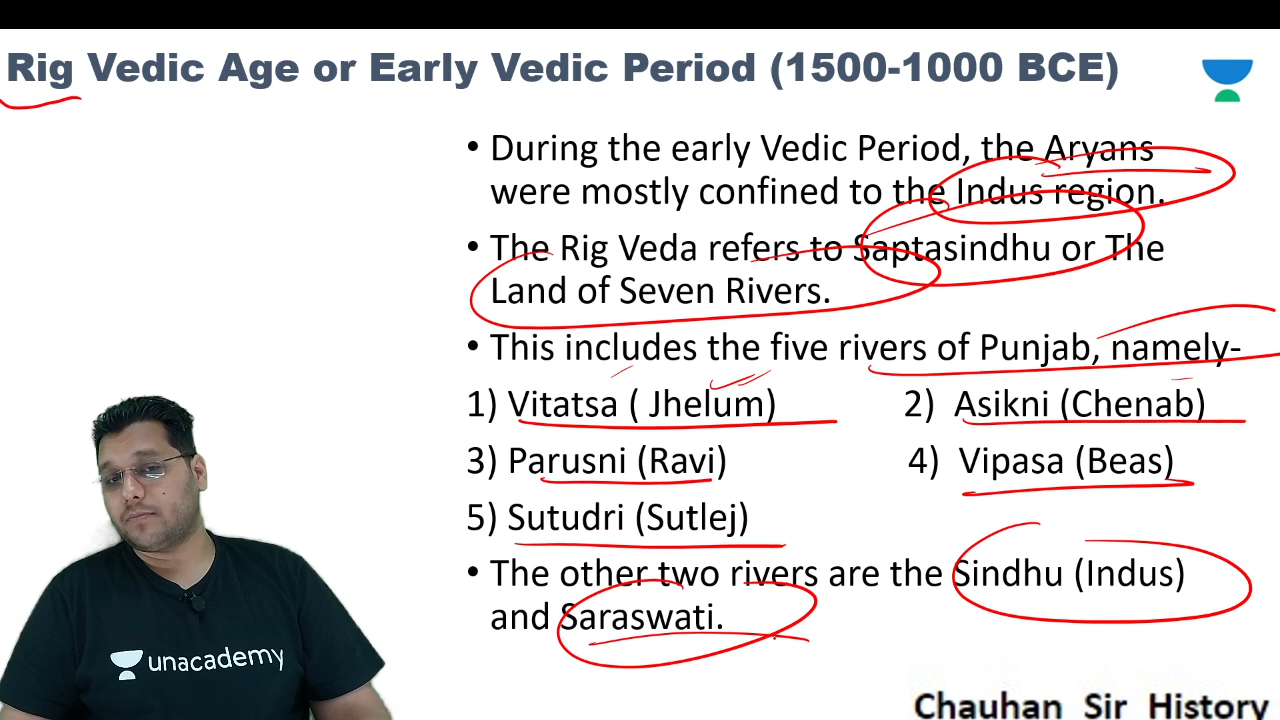 Rig Vedic Age or Early Vedic Period (1500-1000 BCE)
• During the early Vedic Period, the Aryans
were mostly confined to the Indus region.
• The Rig Veda refers to Saptasindhu or The
Land of Seven Rivers.
• This includes the five rivers of Punjab, namely-
1) Vitatsa ( Jhelum) 2) Asikni (Chenab)
3) Parusni (Ravi) 4) Vipasa (Beas)
5) Sutudri (Sutlej)
• The other two rivers are the Sindhu (Indus)
and Saraswati.
unacademy
Chauhan Sir History